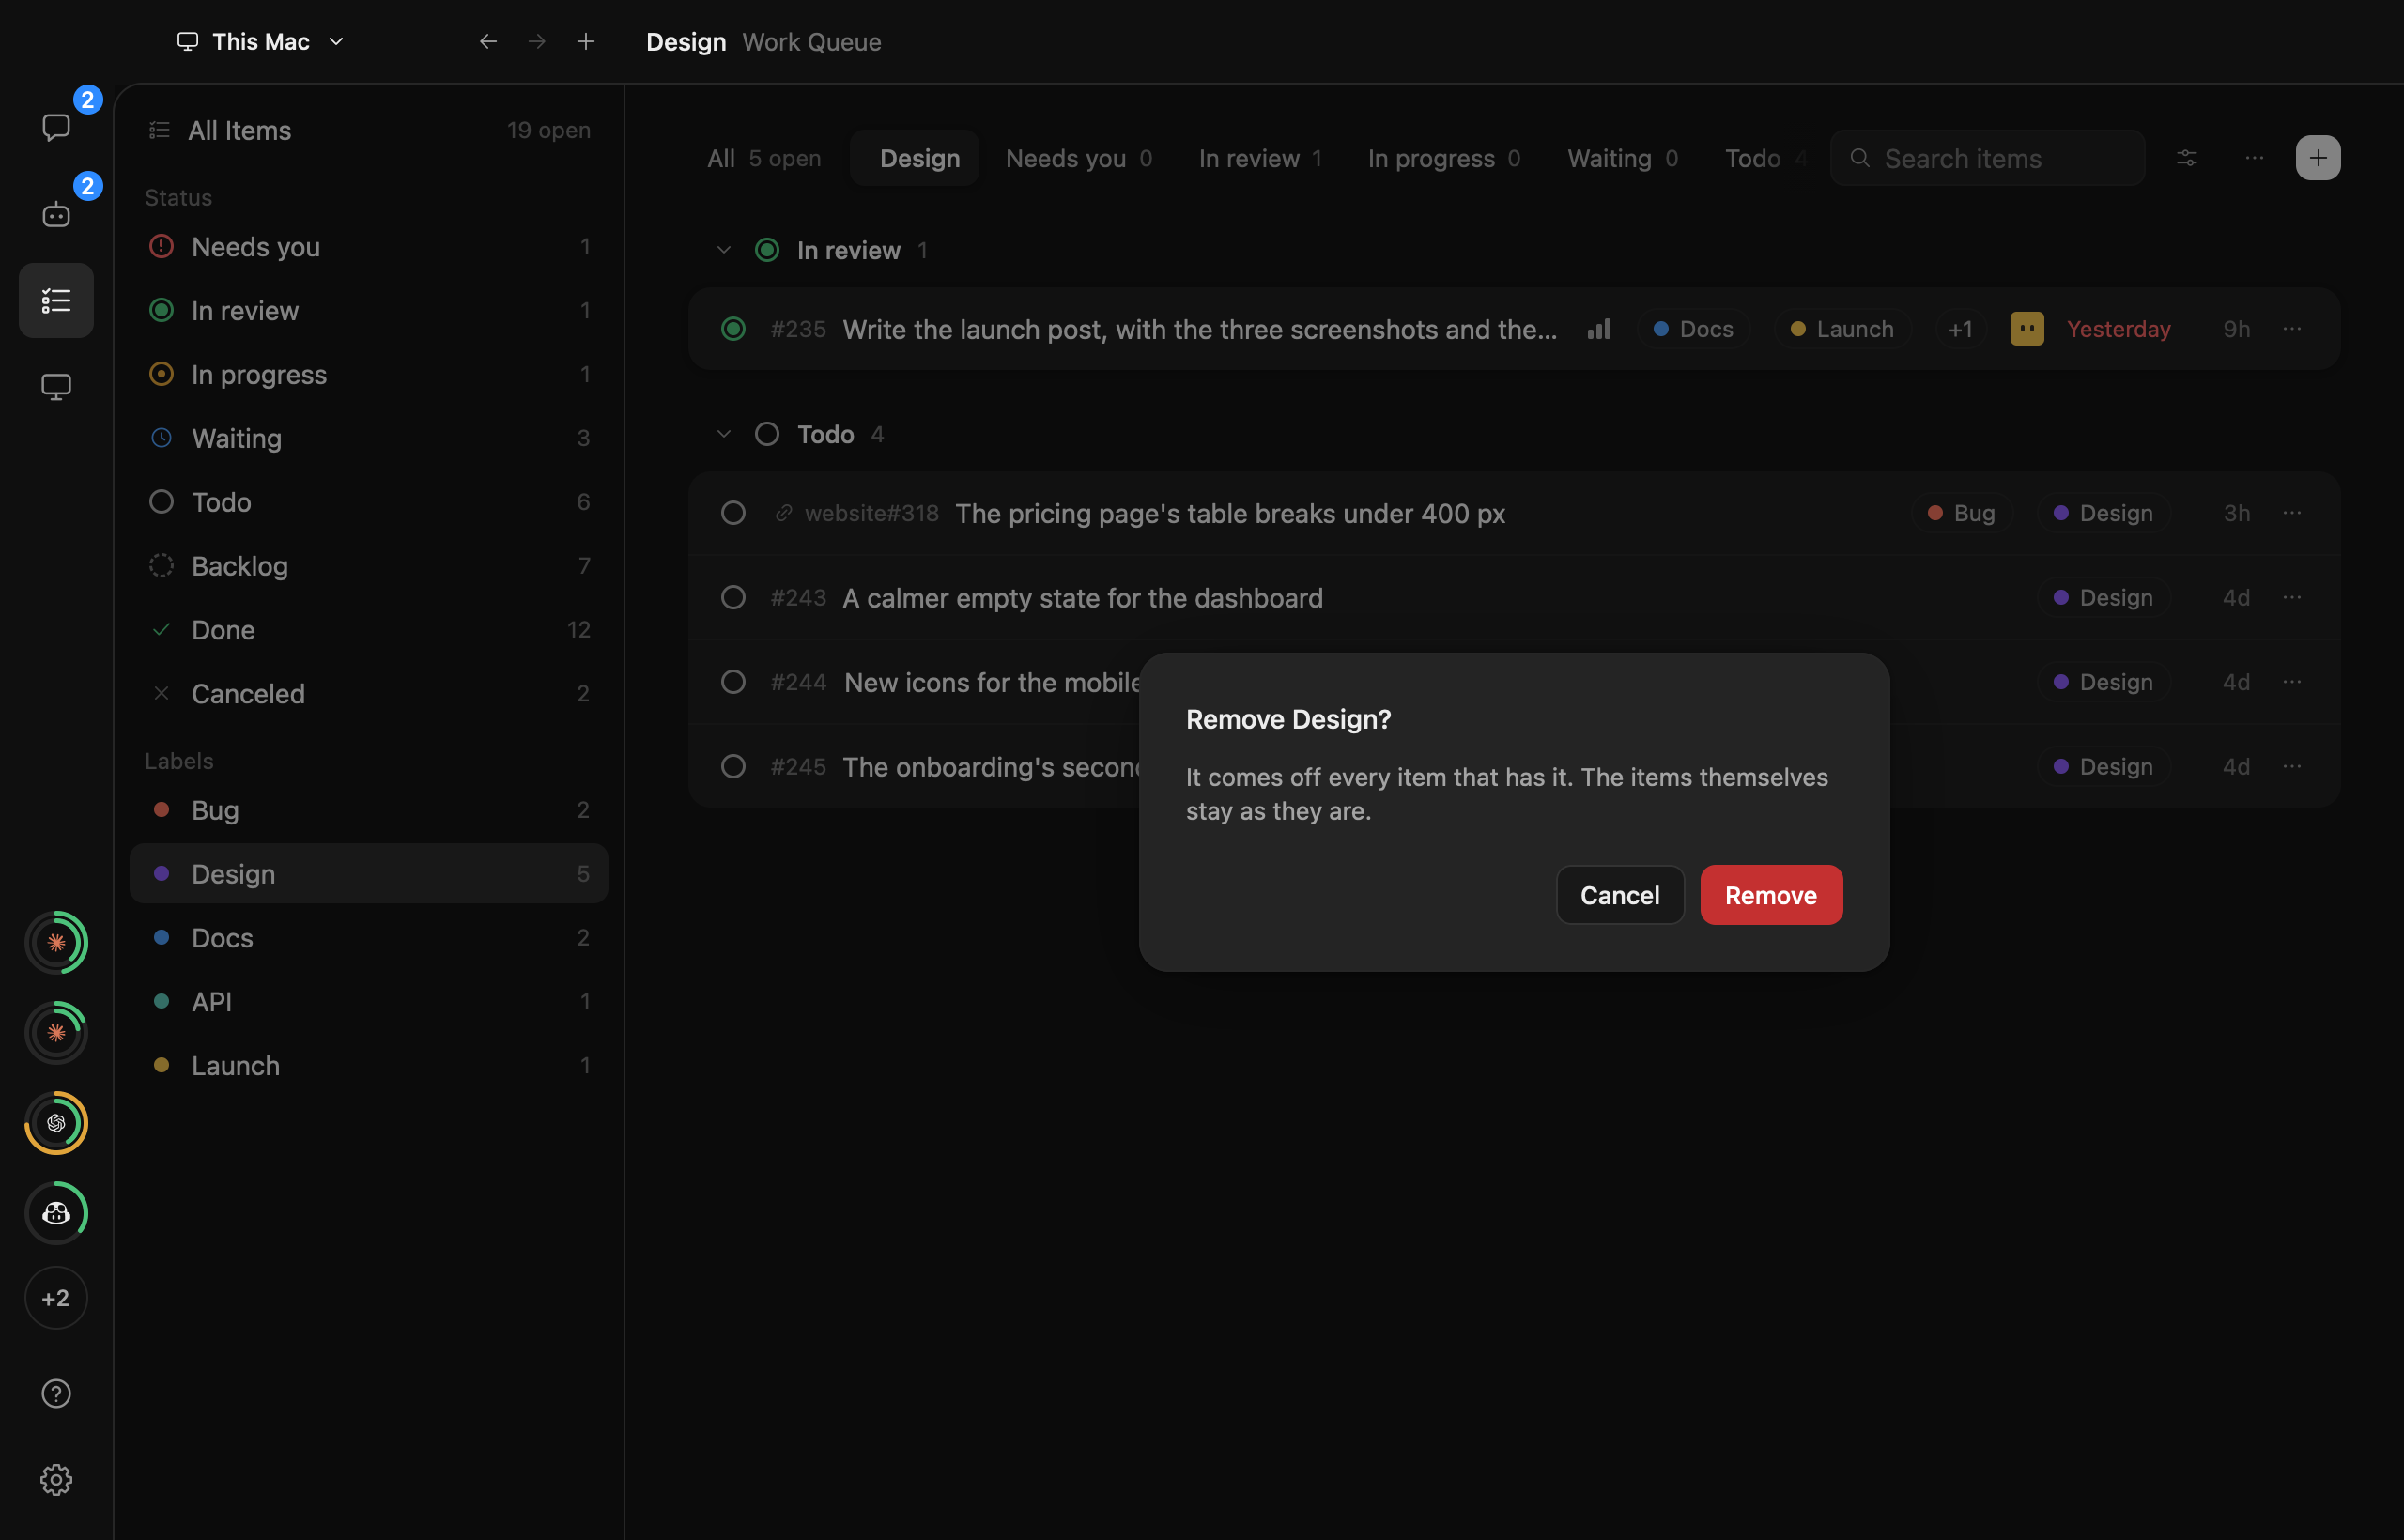 This Mac
Design Work Queue
2
2
+2
All Items 19 open
Status
Needs you 1
In review 1
In progress 1
Waiting 3
Todo 6
Backlog 7
Done 12
Canceled 2
Labels
Bug 2
Design 5
Docs 2
API 1
Launch 1
All 5 open Design Needs you 0 In review 1 In progress 0 Waiting 0 Todo 4 Search items
In review 1
#235 Write the launch post, with the three screenshots and the… Docs Launch +1 Yesterday 9h
Todo 4
website#318 The pricing page's table breaks under 400 px Bug Design 3h
#243 A calmer empty state for the dashboard Design 4d
#244 New icons for the mobile Design 4d
#245 The onboarding's second Design 4d
Remove Design?
It comes off every item that has it. The items themselves
stay as they are.
Cancel Remove